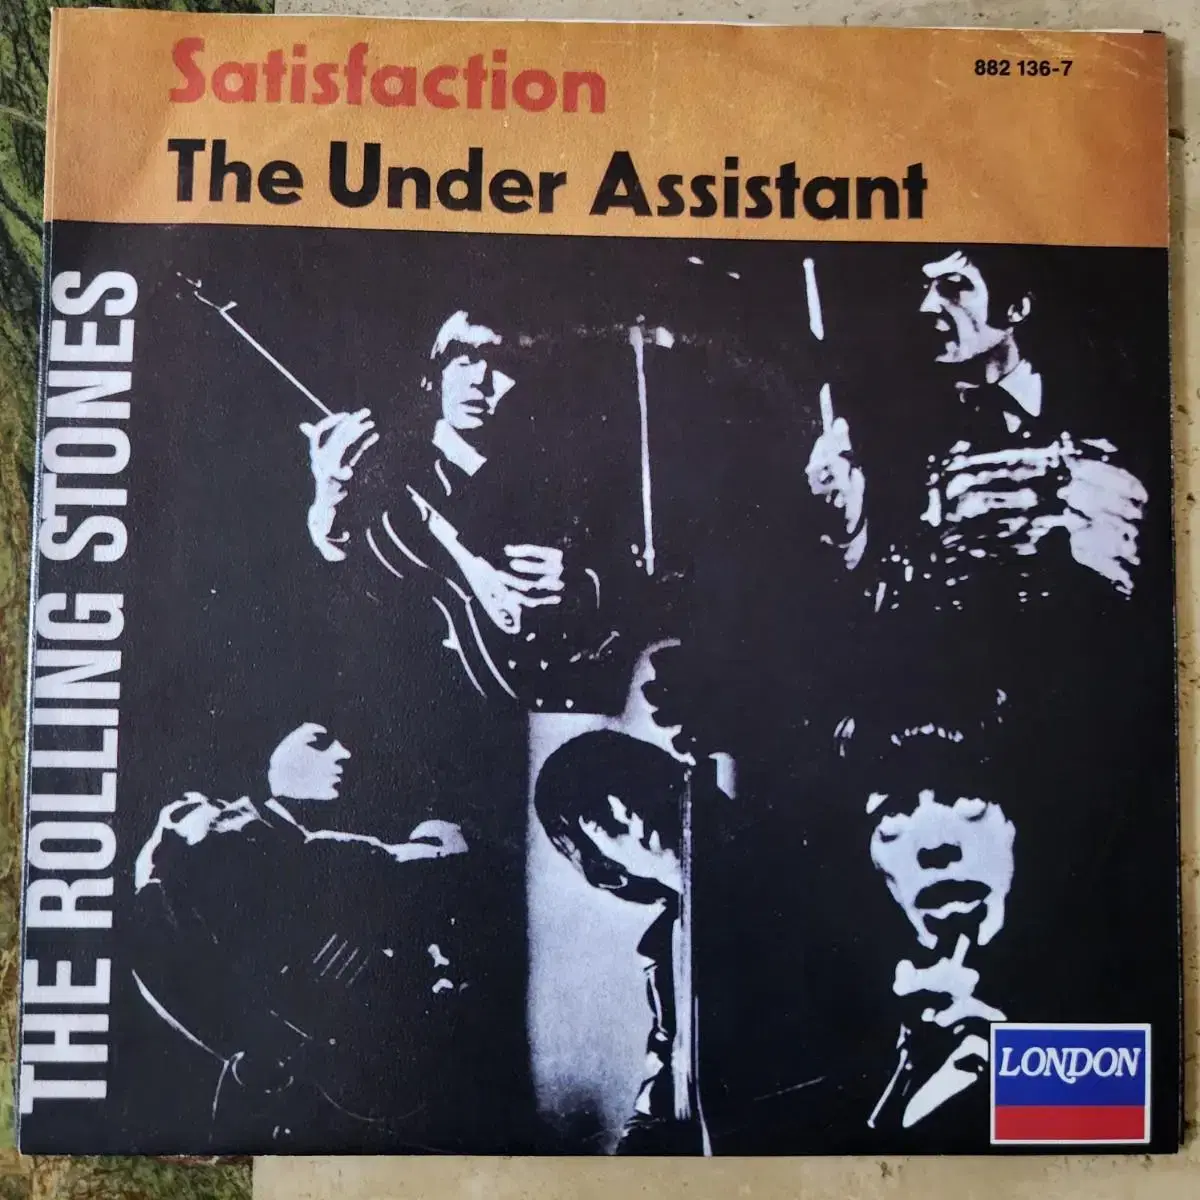 Satisfaction
882 136-7
The Under Assistant
THE ROLLING STONES
LONDON